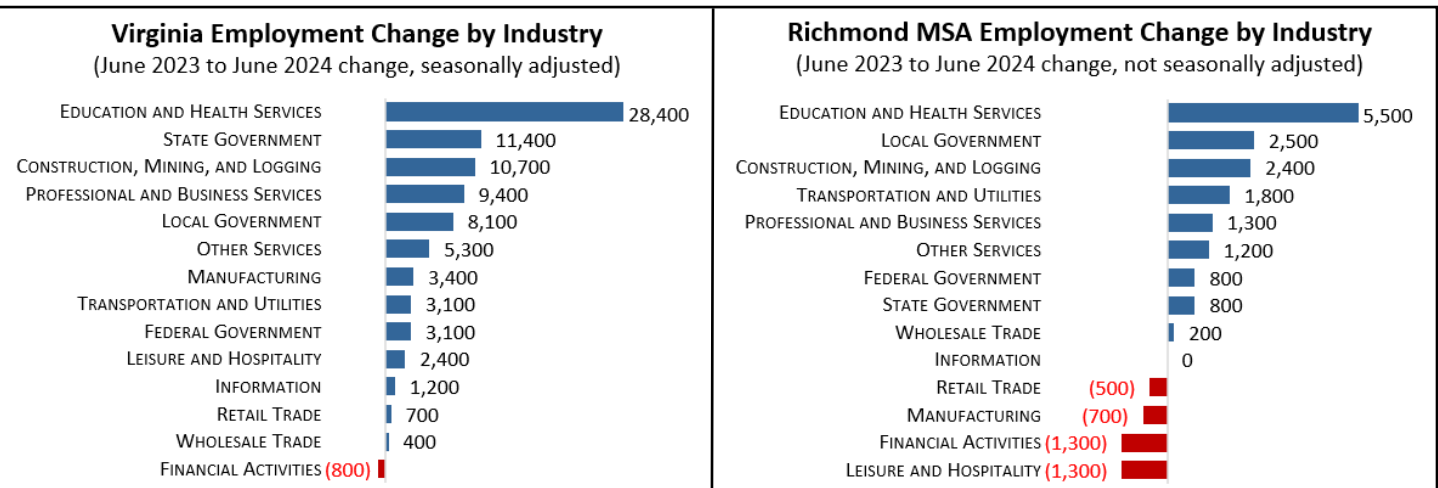 Virginia Employment Change by Industry
(June 2023 to June 2024 change, seasonally adjusted)
EDUCATION AND HEALTH SERVICES 28,400
STATE GOVERNMENT 11,400
CONSTRUCTION, MINING, AND LOGGING 10,700
PROFESSIONAL AND BUSINESS SERVICES 9,400
LOCAL GOVERNMENT 8,100
OTHER SERVICES 5,300
MANUFACTURING 3,400
TRANSPORTATION AND UTILITIES 3,100
FEDERAL GOVERNMENT 3,100
LEISURE AND HOSPITALITY 2,400
INFORMATION 1,200
RETAIL TRADE 700
WHOLESALE TRADE 400
FINANCIAL ACTIVITIES (800)
Richmond MSA Employment Change by Industry
(June 2023 to June 2024 change, not seasonally adjusted)
EDUCATION AND HEALTH SERVICES 5,500
LOCAL GOVERNMENT 2,500
CONSTRUCTION, MINING, AND LOGGING 2,400
TRANSPORTATION AND UTILITIES 1,800
PROFESSIONAL AND BUSINESS SERVICES 1,300
OTHER SERVICES 1,200
FEDERAL GOVERNMENT 800
STATE GOVERNMENT 800
WHOLESALE TRADE 200
INFORMATION 0
RETAIL TRADE (500)
MANUFACTURING (700)
FINANCIAL ACTIVITIES (1,300)
LEISURE AND HOSPITALITY (1,300)